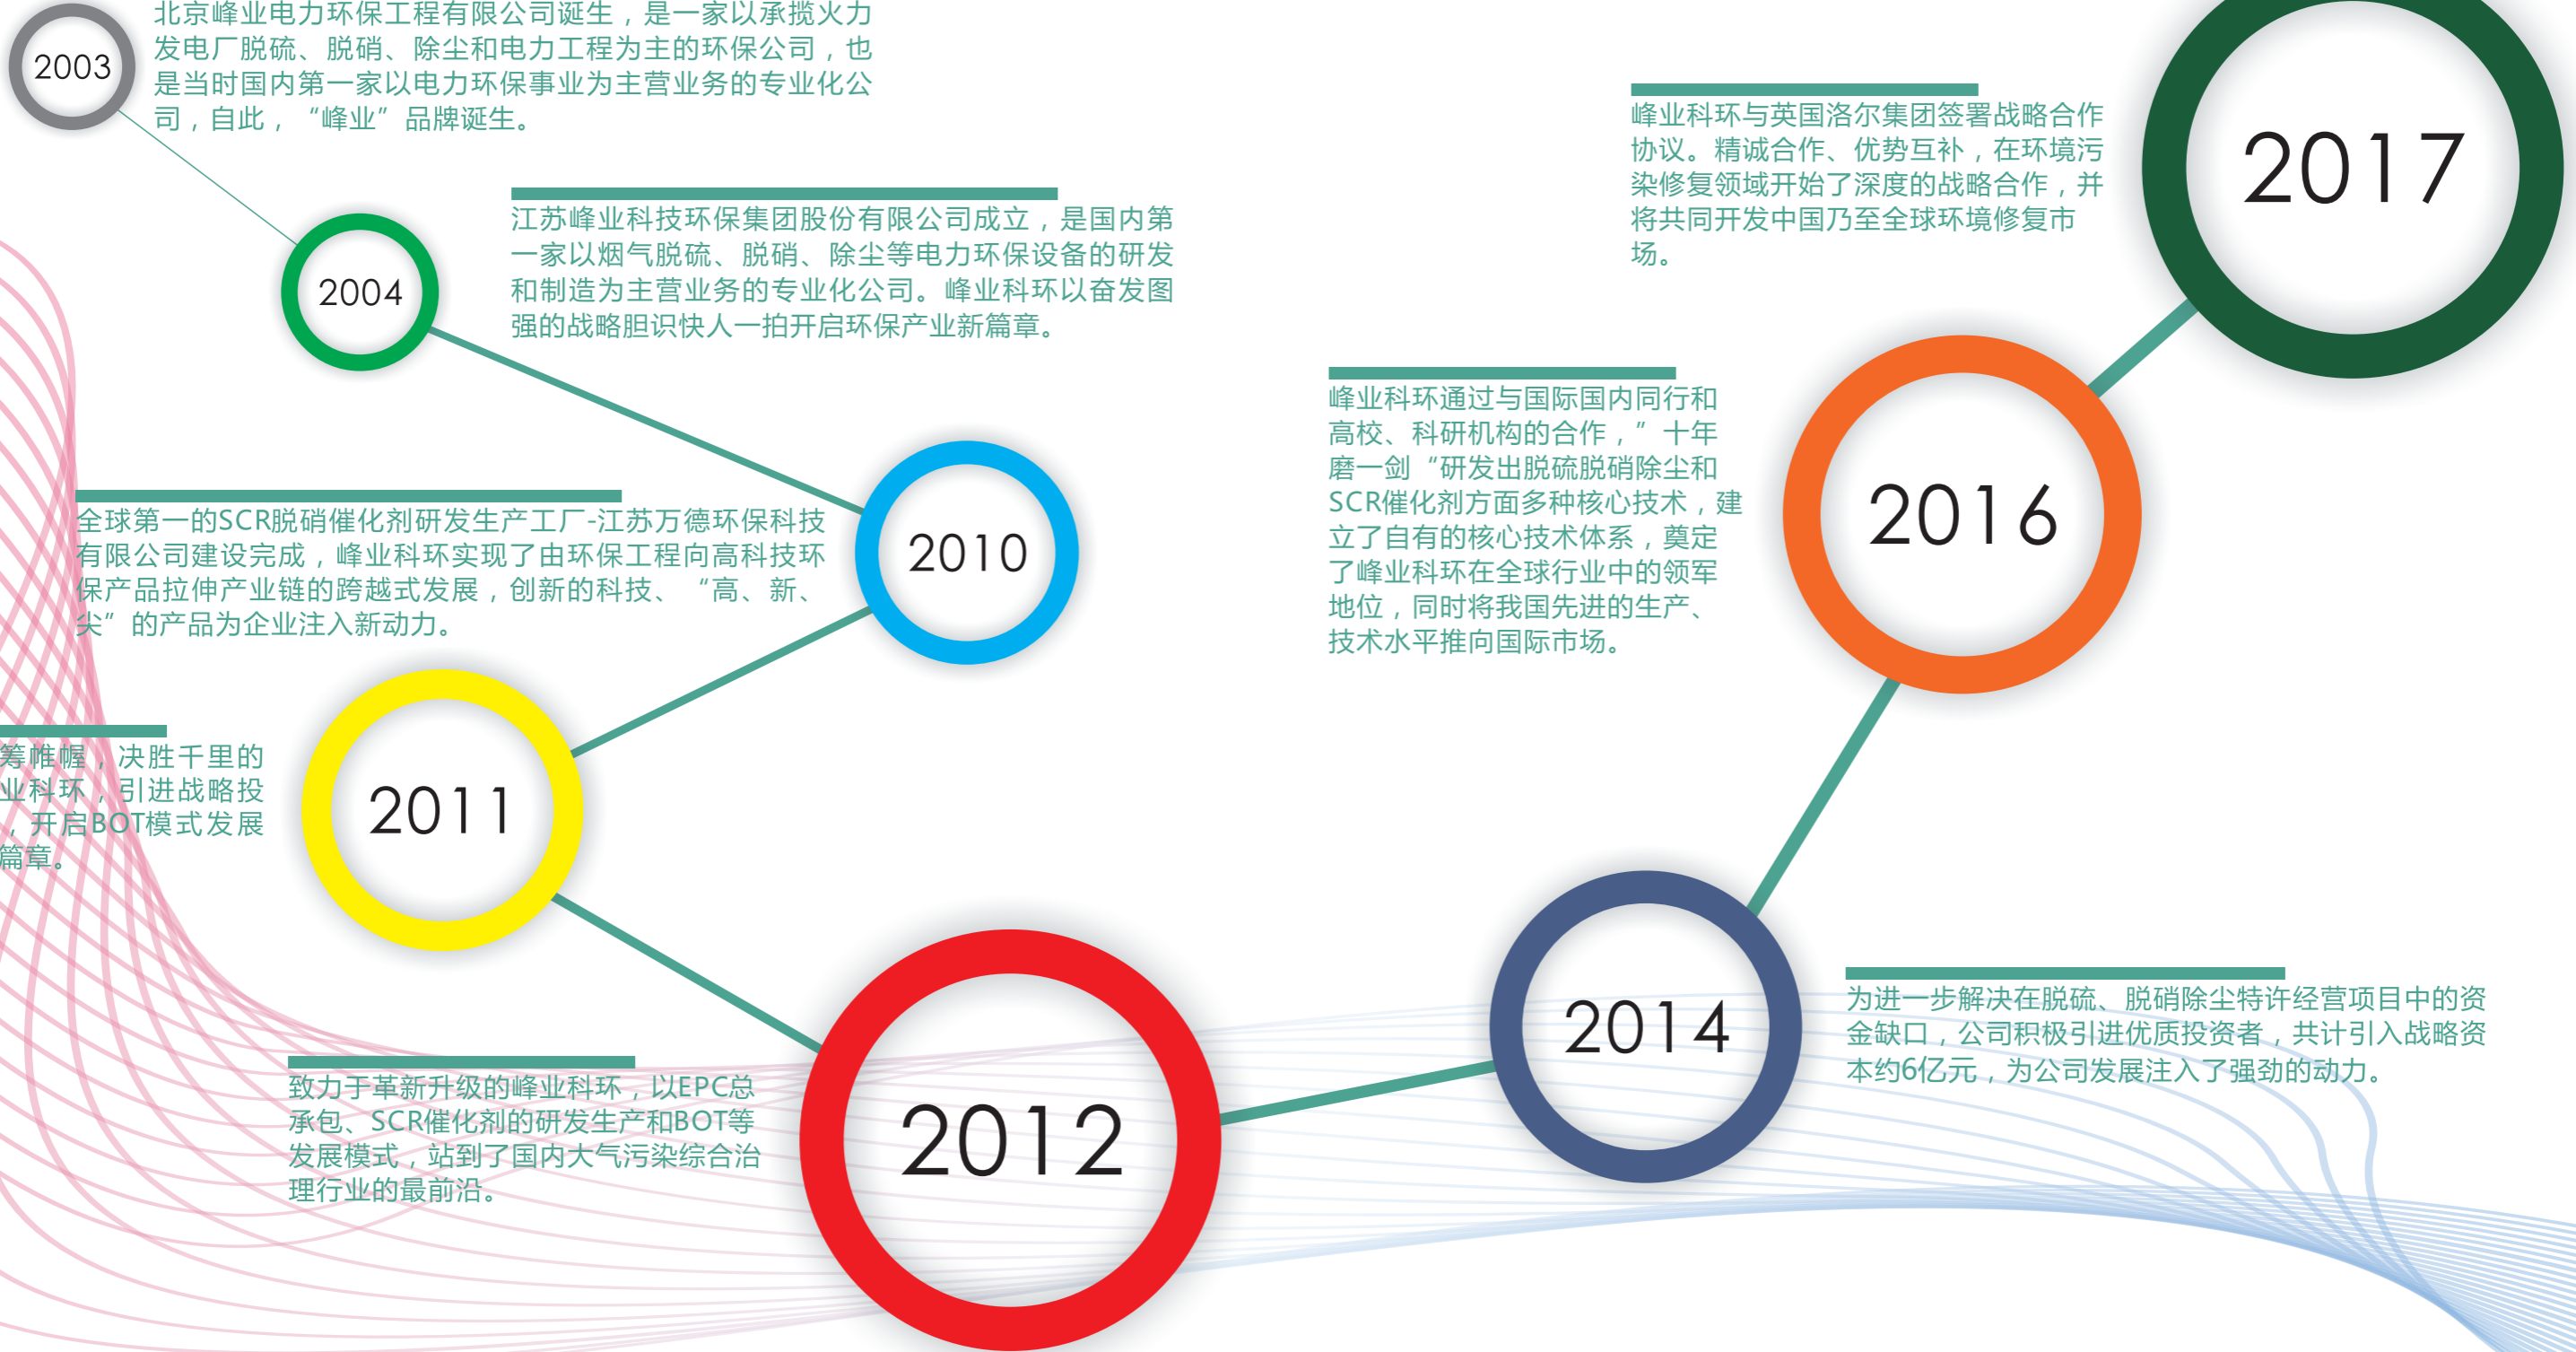 2003
北京峰业电力环保工程有限公司诞生，是一家以承揽火力
发电厂脱硫、脱硝、除尘和电力工程为主的环保公司，也
是当时国内第一家以电力环保事业为主营业务的专业化公
司，自此，“峰业”品牌诞生。
2004
江苏峰业科技环保集团股份有限公司成立，是国内第
一家以烟气脱硫、脱硝、除尘等电力环保设备的研发
和制造为主营业务的专业化公司。峰业科环以奋发图
强的战略胆识快人一拍开启环保产业新篇章。
2010
全球第一的SCR脱硝催化剂研发生产工厂-江苏万德环保科技
有限公司建设完成，峰业科环实现了由环保工程向高科技环
保产品拉伸产业链的跨越式发展，创新的科技、“高、新、
尖”的产品为企业注入新动力。
2011
筹帷幄，决胜千里的
业科环，引进战略投
，开启BOT模式发展
篇章。
2012
致力于革新升级的峰业科环，以EPC总
承包、SCR催化剂的研发生产和BOT等
发展模式，站到了国内大气污染综合治
理行业的最前沿。
2014
为进一步解决在脱硫、脱硝除尘特许经营项目中的资
金缺口，公司积极引进优质投资者，共计引入战略资
本约6亿元，为公司发展注入了强劲的动力。
2016
峰业科环通过与国际国内同行和
高校、科研机构的合作，”十年
磨一剑“研发出脱硫脱硝除尘和
SCR催化剂方面多种核心技术，建
立了自有的核心技术体系，奠定
了峰业科环在全球行业中的领军
地位，同时将我国先进的生产、
技术水平推向国际市场。
2017
峰业科环与英国洛尔集团签署战略合作
协议。精诚合作、优势互补，在环境污
染修复领域开始了深度的战略合作，并
将共同开发中国乃至全球环境修复市
场。